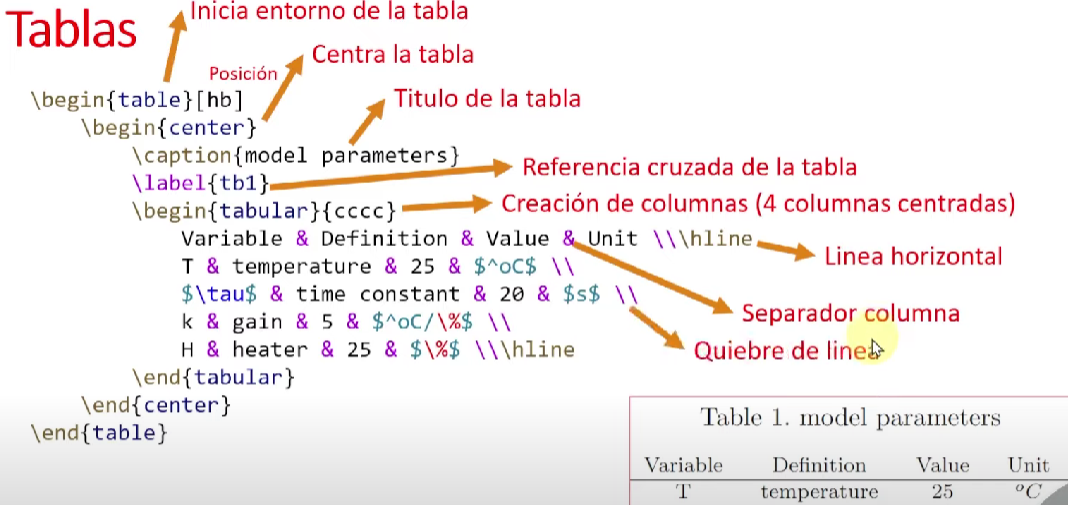 Tablas
Inicia entorno de la tabla
Centra la tabla
Posición
\begin{table}[hb]
Titulo de la tabla
\begin{center}
\caption{model parameters}
Referencia cruzada de la tabla
\label{tb1}
Creación de columnas (4 columnas centradas)
\begin{tabular}{cccc}
Variable & Definition & Value & Unit \\\hline
Linea horizontal
T & temperature & 25 & $^oC$ \\
$\tau$ & time constant & 20 & $s$ \\
Separador columna
k & gain & 5 & $^oC/\%$ \\
Quiebre de linea
H & heater & 25 & $\%$ \\\hline
\end{tabular}
\end{center}
\end{table}
Table 1. model parameters
Variable Definition Value Unit
T temperature 25 °C